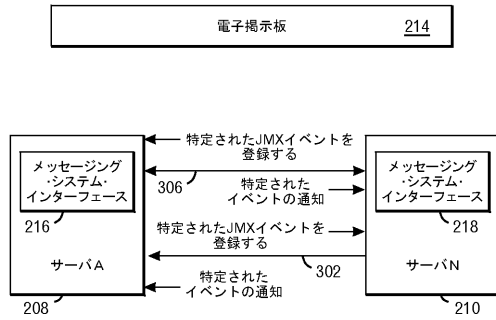 電子掲示板 214
特定されたJMXイベントを
登録する
メッセージング
・システム・
インターフェース
216
306
特定された
イベントの通知
メッセージング
・システム・
インターフェース
218
特定されたJMXイベントを
登録する
サーバA
302
サーバN
特定された
イベントの通知
208
210